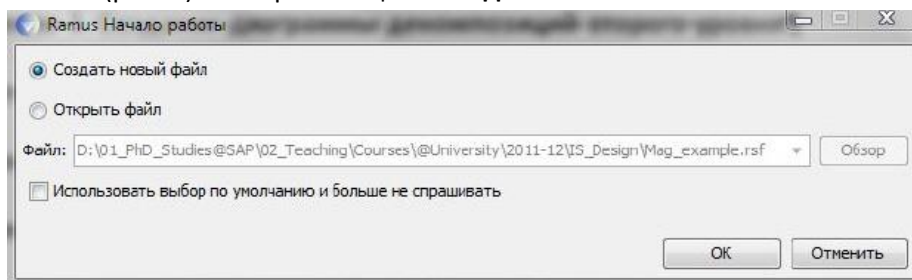 Ramus Начало работы
Создать новый файл
Открыть файл
Файл: D:\01_PhD_Studies@SAP\02_Teaching\Courses\@University\2011-12\IS_Design\Mag_example.rsf Обзор
Использовать выбор по умолчанию и больше не спрашивать
ОК Отменить